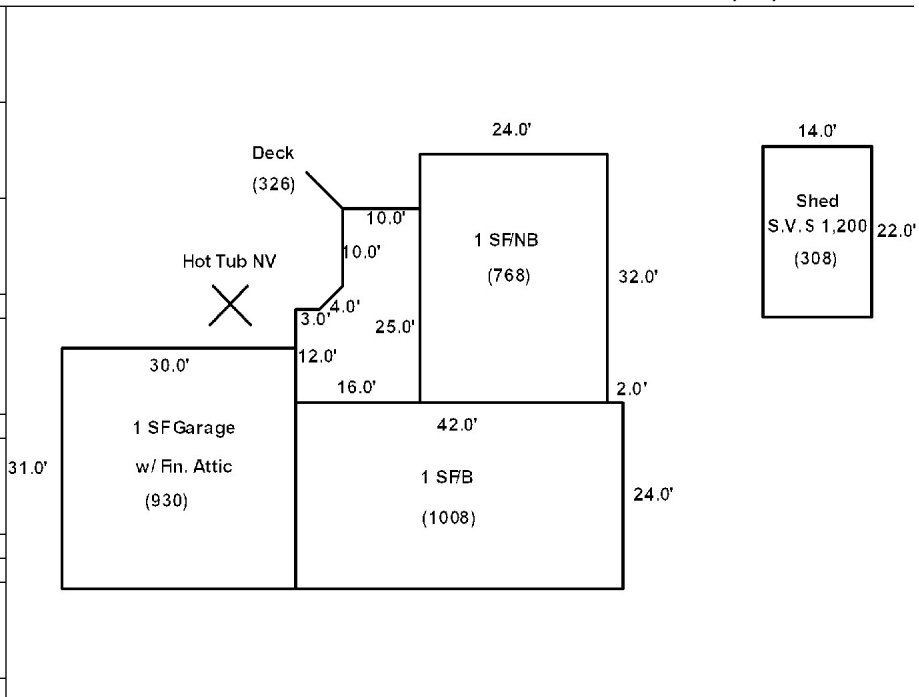 24.0'
14.0'
Deck
(326)
10.0'
Shed
S.V.S 1,200
(308)
22.0'
1 SF/NB
(768)
10.0'
Hot Tub NV
32.0'
4.0'
3.0'
25.0'
12.0'
30.0'
16.0'
2.0'
1 SF Garage
w/ Fin. Attic
(930)
42.0'
31.0'
1 SF/B
(1008)
24.0'